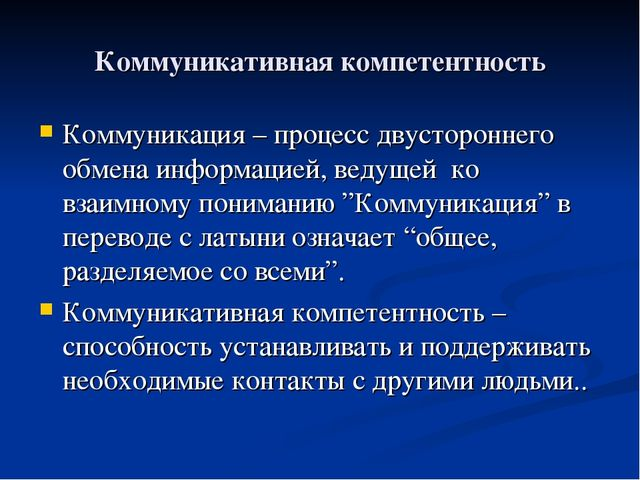 Коммуникативная компетентность
Коммуникация – процесс двустороннего
обмена информацией, ведущей ко
взаимному пониманию ”Коммуникация” в
переводе с латыни означает “общее,
разделяемое со всеми”.
Коммуникативная компетентность –
способность устанавливать и поддерживать
необходимые контакты с другими людьми..